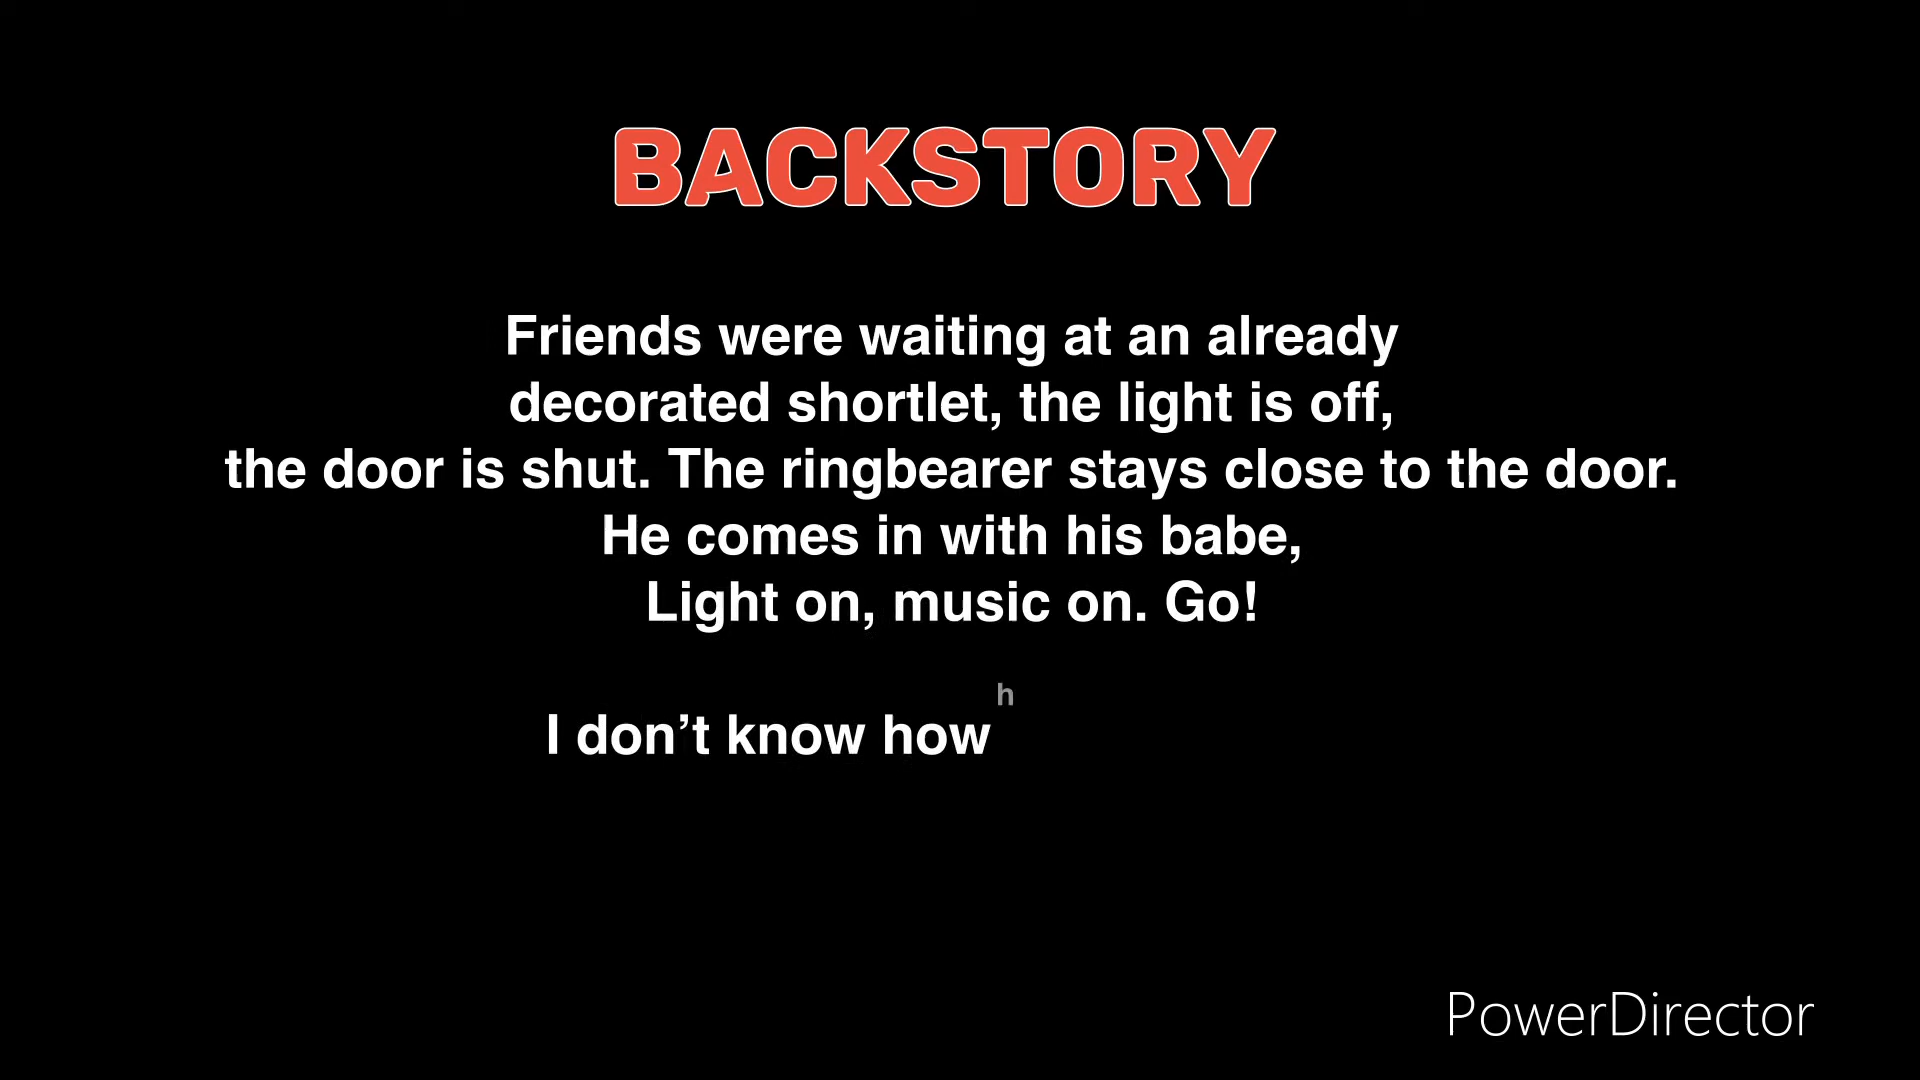 BACKSTORY
Friends were waiting at an already
decorated shortlet, the light is off,
the door is shut. The ringbearer stays close to the door.
He comes in with his babe,
Light on, music on. Go!
I don’t know how h
PowerDirector